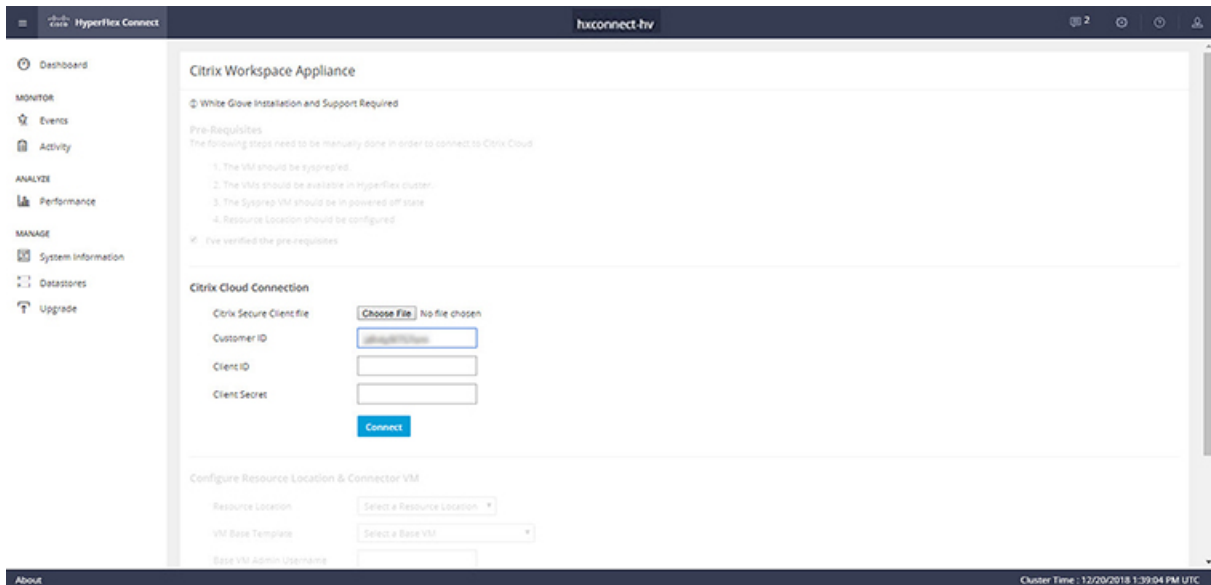 cisco HyperFlex Connect
hxconnect-hv
2
Dashboard
MONITOR
Events
Activity
ANALYZE
Performance
MANAGE
System Information
Datastores
Upgrade
Citrix Workspace Appliance
White Glove Installation and Support Required
Pre-Requisites
The following steps need to be manually done in order to connect to Citrix Cloud
1. The VM should be sysprep'ed.
2. The VMs should be available in Hyperflex cluster.
3. The Sysprep VM should be in powered off state
4. Resource Location should be configured
I've verified the pre-requisites
Citrix Cloud Connection
Citrix Secure Client file Choose File No file chosen
Customer ID
Client ID
Client Secret
Connect
Configure Resource Location & Connector VM
Resource Location Select a Resource Location
VM Base Template Select a Base VM
Base VM Admin Username
About
Cluster Time : 12/20/2018 1:39:04 PM UTC